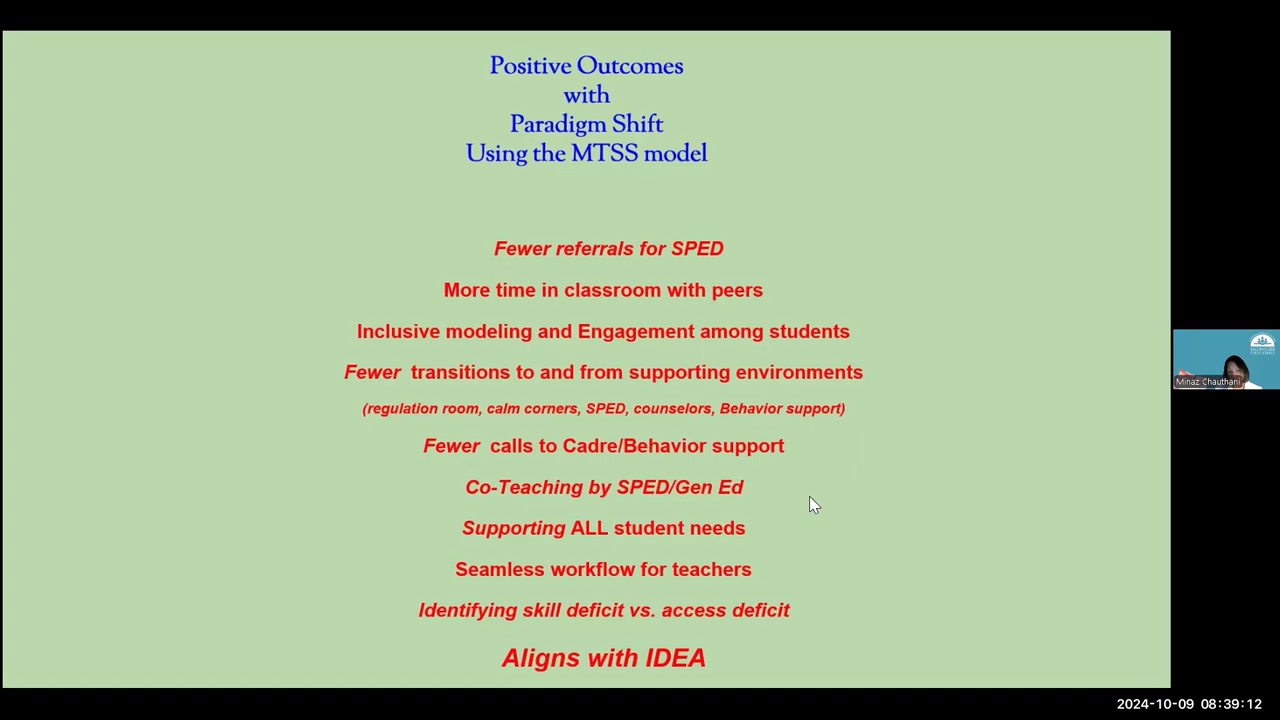 Positive Outcomes
with
Paradigm Shift
Using the MTSS model
Fewer referrals for SPED
More time in classroom with peers
Inclusive modeling and Engagement among students
Fewer transitions to and from supporting environments
(regulation room, calm corners, SPED, counselors, Behavior support)
Fewer calls to Cadre/Behavior support
Co-Teaching by SPED/Gen Ed
Supporting ALL student needs
Seamless workflow for teachers
Identifying skill deficit vs. access deficit
Aligns with IDEA
Minaz Chauthani
2024-10-09 08:39:12